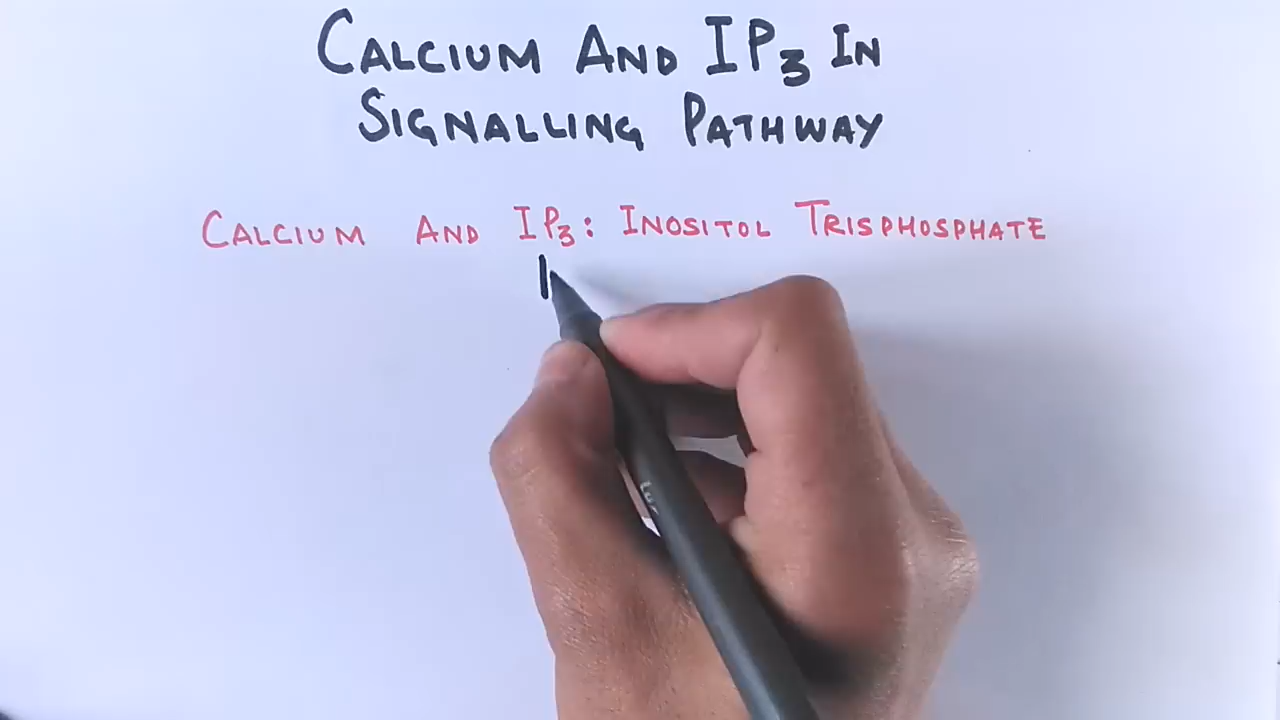 CALCIUM AND IP₃ IN
SIGNALLING PATHWAY
CALCIUM AND IP₃: INOSITOL TRISPHOSPHATE